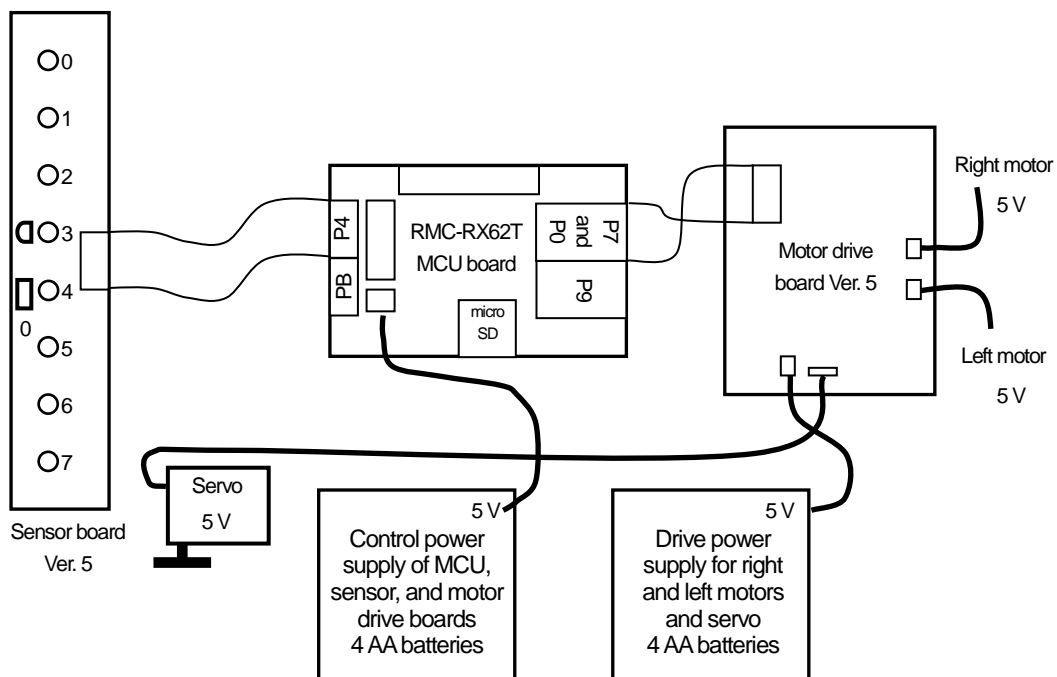 0
1
2
3
4
0
5
6
7
Sensor board
Ver. 5
Servo
5 V
P4
PB
RMC-RX62T
MCU board
micro
SD
P7
and
P0
P9
Motor drive
board Ver. 5
Right motor
5 V
Left motor
5 V
5 V
Control power
supply of MCU,
sensor, and motor
drive boards
4 AA batteries
5 V
Drive power
supply for right
and left motors
and servo
4 AA batteries